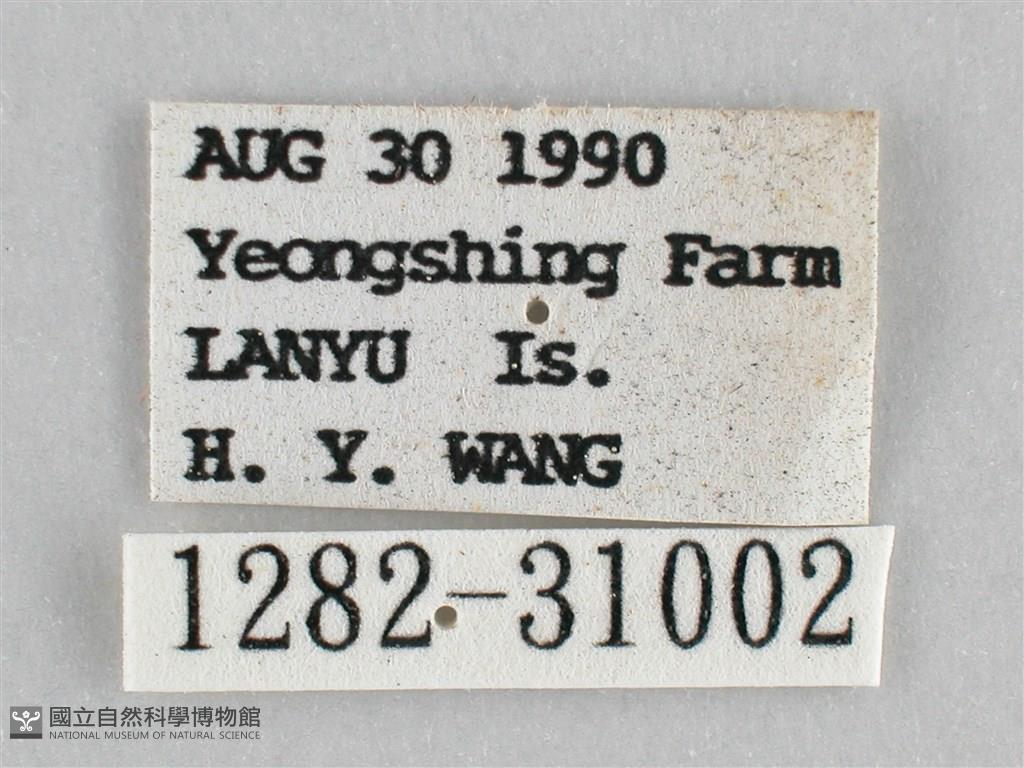 AUG 30 1990
Yeongshing Farm
LANYU Is.
H. Y. WANG
1282-31002
國立自然科學博物館
NATIONAL MUSEUM OF NATURAL SCIENCE